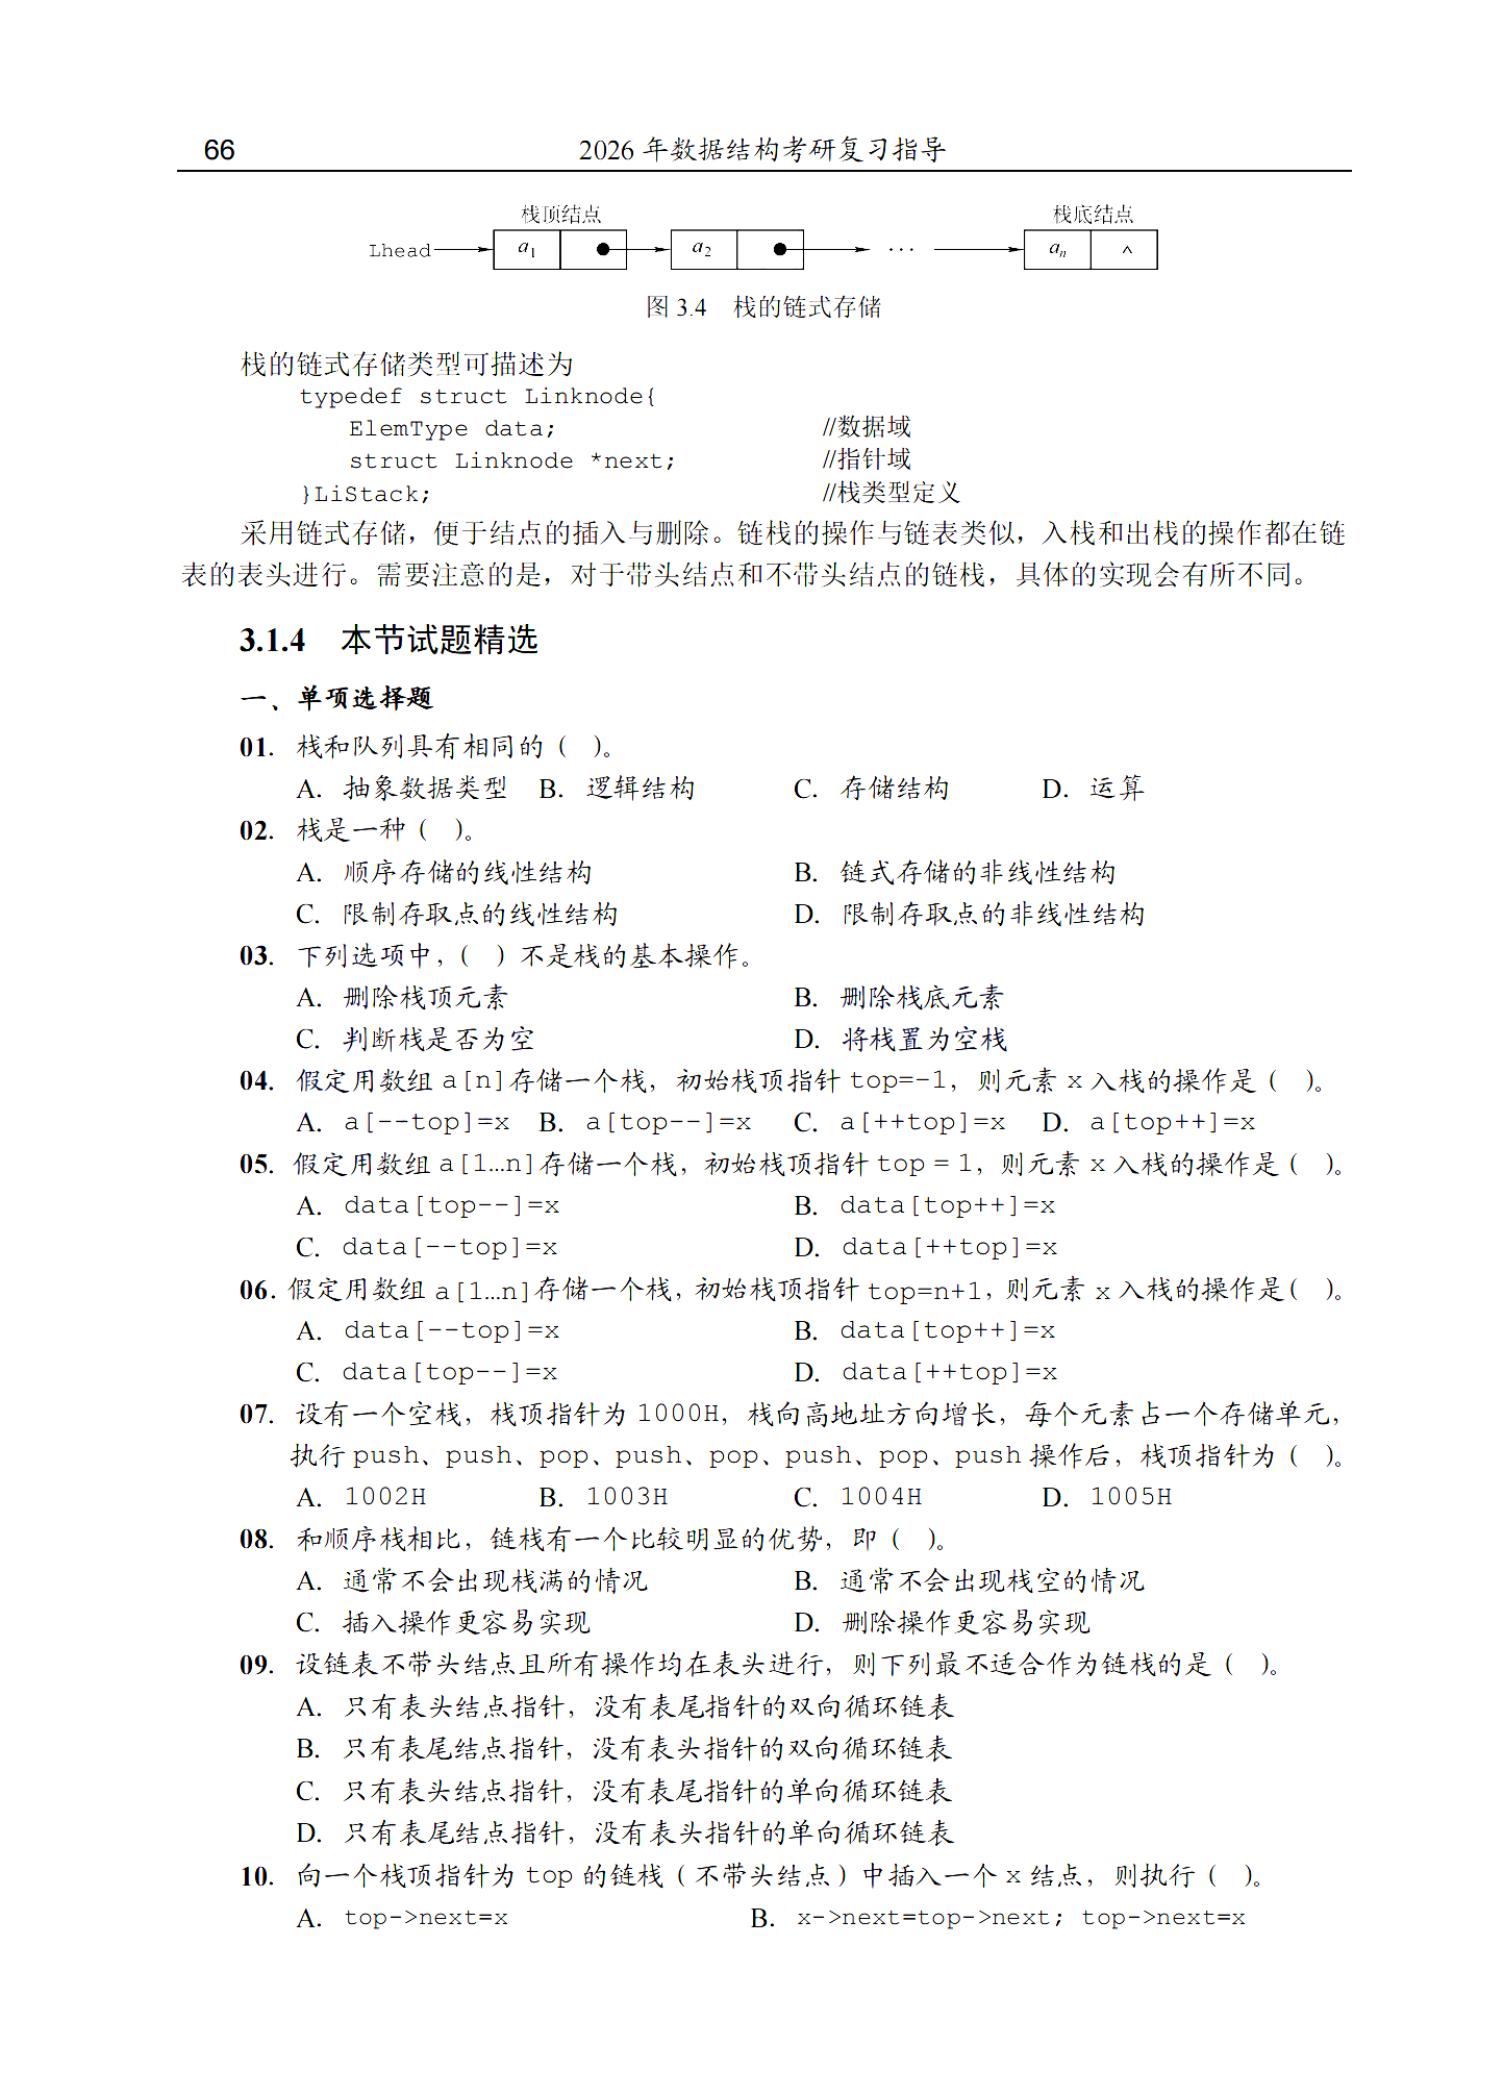 66
2026 年数据结构考研复习指导
栈顶结点 栈底结点
Lhead a1 a2 … an ∧
图 3.4 栈的链式存储
栈的链式存储类型可描述为
typedef struct Linknode{
ElemType data; //数据域
struct Linknode *next; //指针域
}LiStack; //栈类型定义
采用链式存储，便于结点的插入与删除。链栈的操作与链表类似，入栈和出栈的操作都在链
表的表头进行。需要注意的是，对于带头结点和不带头结点的链栈，具体的实现会有所不同。
3.1.4 本节试题精选
一、单项选择题
01. 栈和队列具有相同的（ ）。
A. 抽象数据类型 B. 逻辑结构 C. 存储结构 D. 运算
02. 栈是一种（ ）。
A. 顺序存储的线性结构 B. 链式存储的非线性结构
C. 限制存取点的线性结构 D. 限制存取点的非线性结构
03. 下列选项中，（ ）不是栈的基本操作。
A. 删除栈顶元素 B. 删除栈底元素
C. 判断栈是否为空 D. 将栈置为空栈
04. 假定用数组 a[n]存储一个栈，初始栈顶指针 top=-1，则元素 x 入栈的操作是（ ）。
A. a[--top]=x B. a[top--]=x C. a[++top]=x D. a[top++]=x
05. 假定用数组 a[1…n]存储一个栈，初始栈顶指针 top = 1，则元素 x 入栈的操作是（ ）。
A. data[top--]=x B. data[top++]=x
C. data[--top]=x D. data[++top]=x
06. 假定用数组 a[1…n]存储一个栈，初始栈顶指针 top=n+1，则元素 x 入栈的操作是（ ）。
A. data[--top]=x B. data[top++]=x
C. data[top--]=x D. data[++top]=x
07. 设有一个空栈，栈顶指针为 1000H，栈向高地址方向增长，每个元素占一个存储单元，
执行 push、push、pop、push、pop、push、pop、push 操作后，栈顶指针为（ ）。
A. 1002H B. 1003H C. 1004H D. 1005H
08. 和顺序栈相比，链栈有一个比较明显的优势，即（ ）。
A. 通常不会出现栈满的情况 B. 通常不会出现栈空的情况
C. 插入操作更容易实现 D. 删除操作更容易实现
09. 设链表不带头结点且所有操作均在表头进行，则下列最不适合作为链栈的是（ ）。
A. 只有表头结点指针，没有表尾指针的双向循环链表
B. 只有表尾结点指针，没有表头指针的双向循环链表
C. 只有表头结点指针，没有表尾指针的单向循环链表
D. 只有表尾结点指针，没有表头指针的单向循环链表
10. 向一个栈顶指针为 top 的链栈（不带头结点）中插入一个 x 结点，则执行（ ）。
A. top->next=x B. x->next=top->next; top->next=x